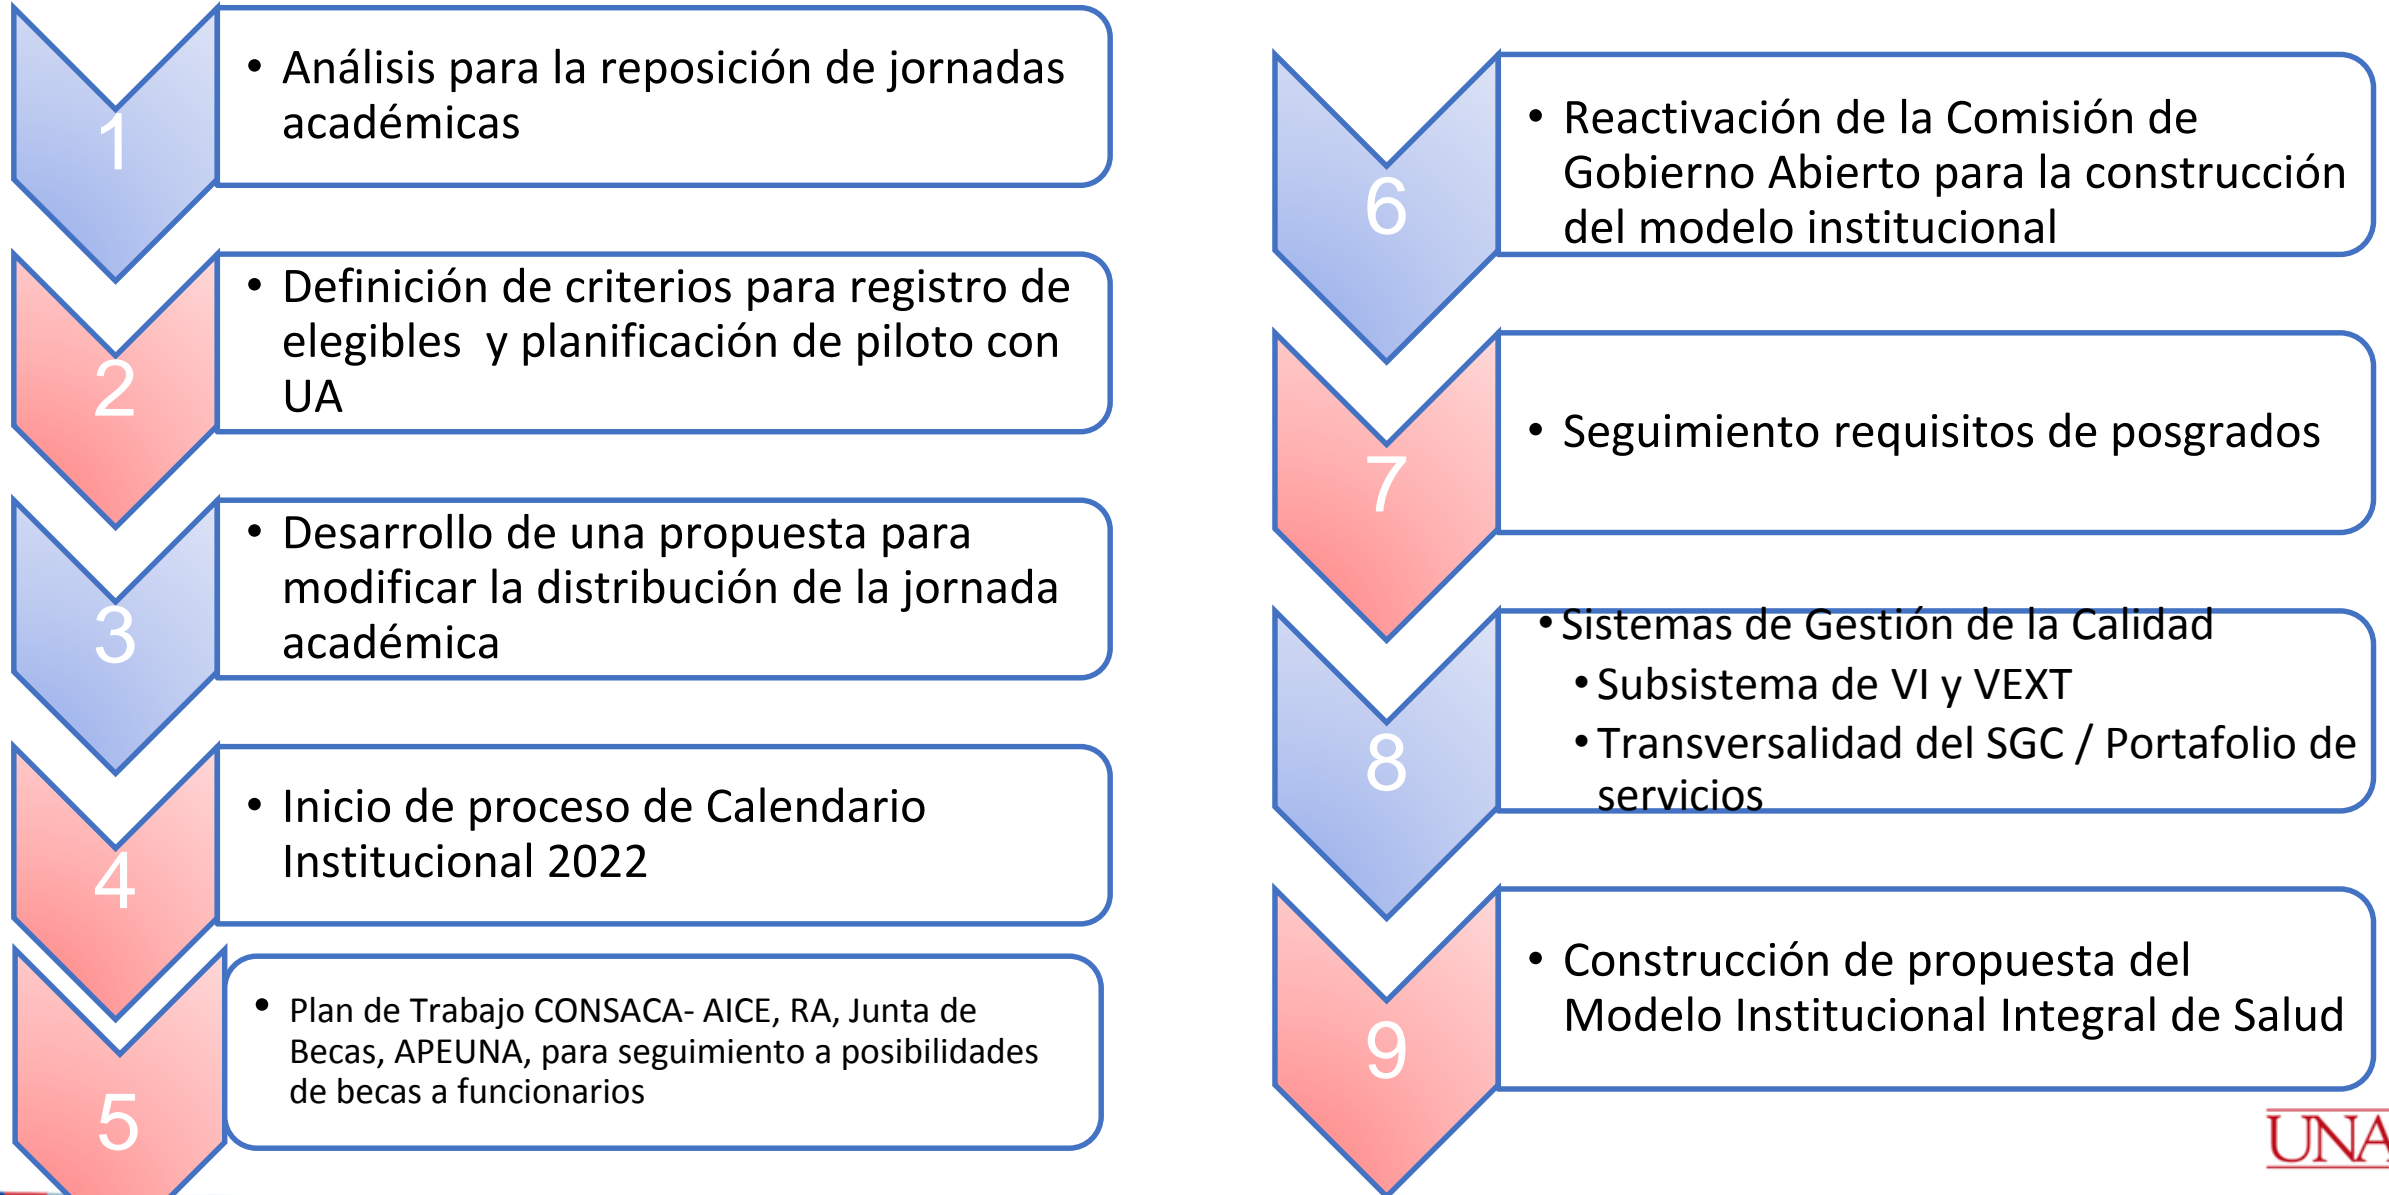 1
• Análisis para la reposición de jornadas
académicas
2
• Definición de criterios para registro de
elegibles  y planificación de piloto con
UA
3
• Desarrollo de una propuesta para
modificar la distribución de la jornada
académica
4
• Inicio de proceso de Calendario
Institucional 2022
5
• Plan de Trabajo CONSACA- AICE, RA, Junta de
Becas, APEUNA, para seguimiento a posibilidades
de becas a funcionarios
6
• Reactivación de la Comisión de
Gobierno Abierto para la construcción
del modelo institucional
7
• Seguimiento requisitos de posgrados
8
• Sistemas de Gestión de la Calidad
• Subsistema de VI y VEXT
• Transversalidad del SGC / Portafolio de
servicios
9
• Construcción de propuesta del
Modelo Institucional Integral de Salud
UNA